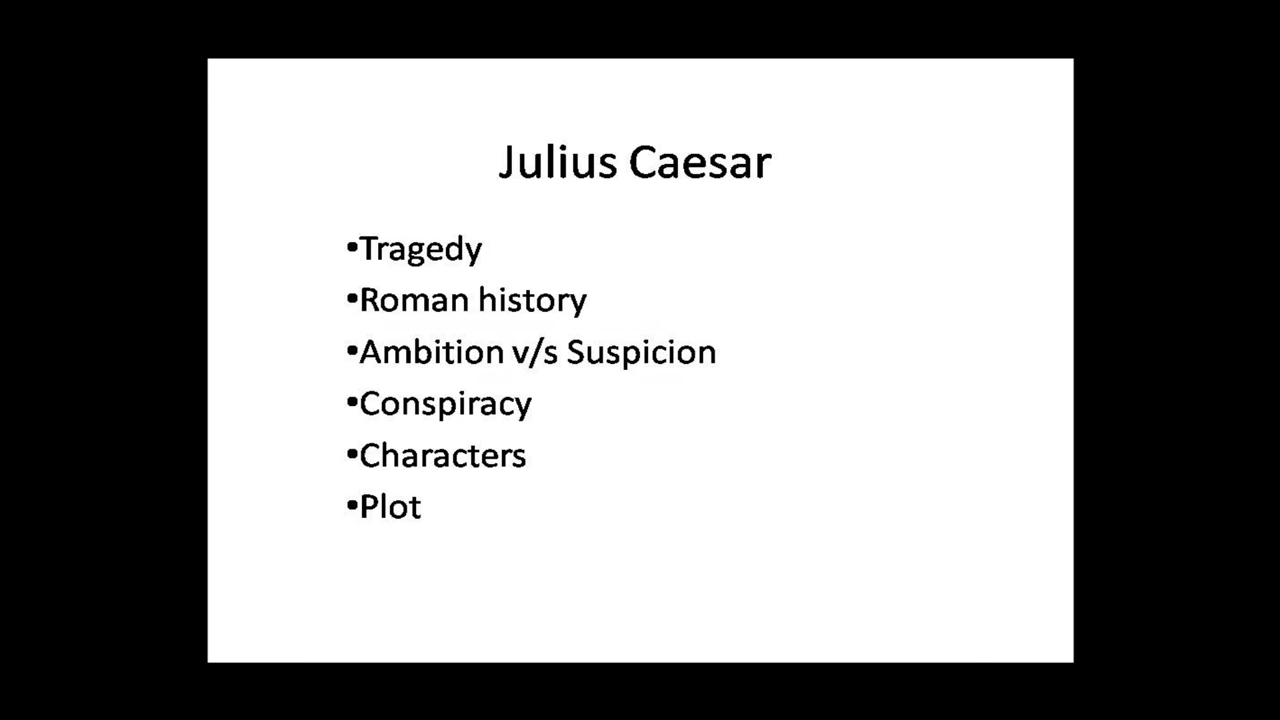 Julius Caesar
•Tragedy
•Roman history
•Ambition v/s Suspicion
•Conspiracy
•Characters
•Plot